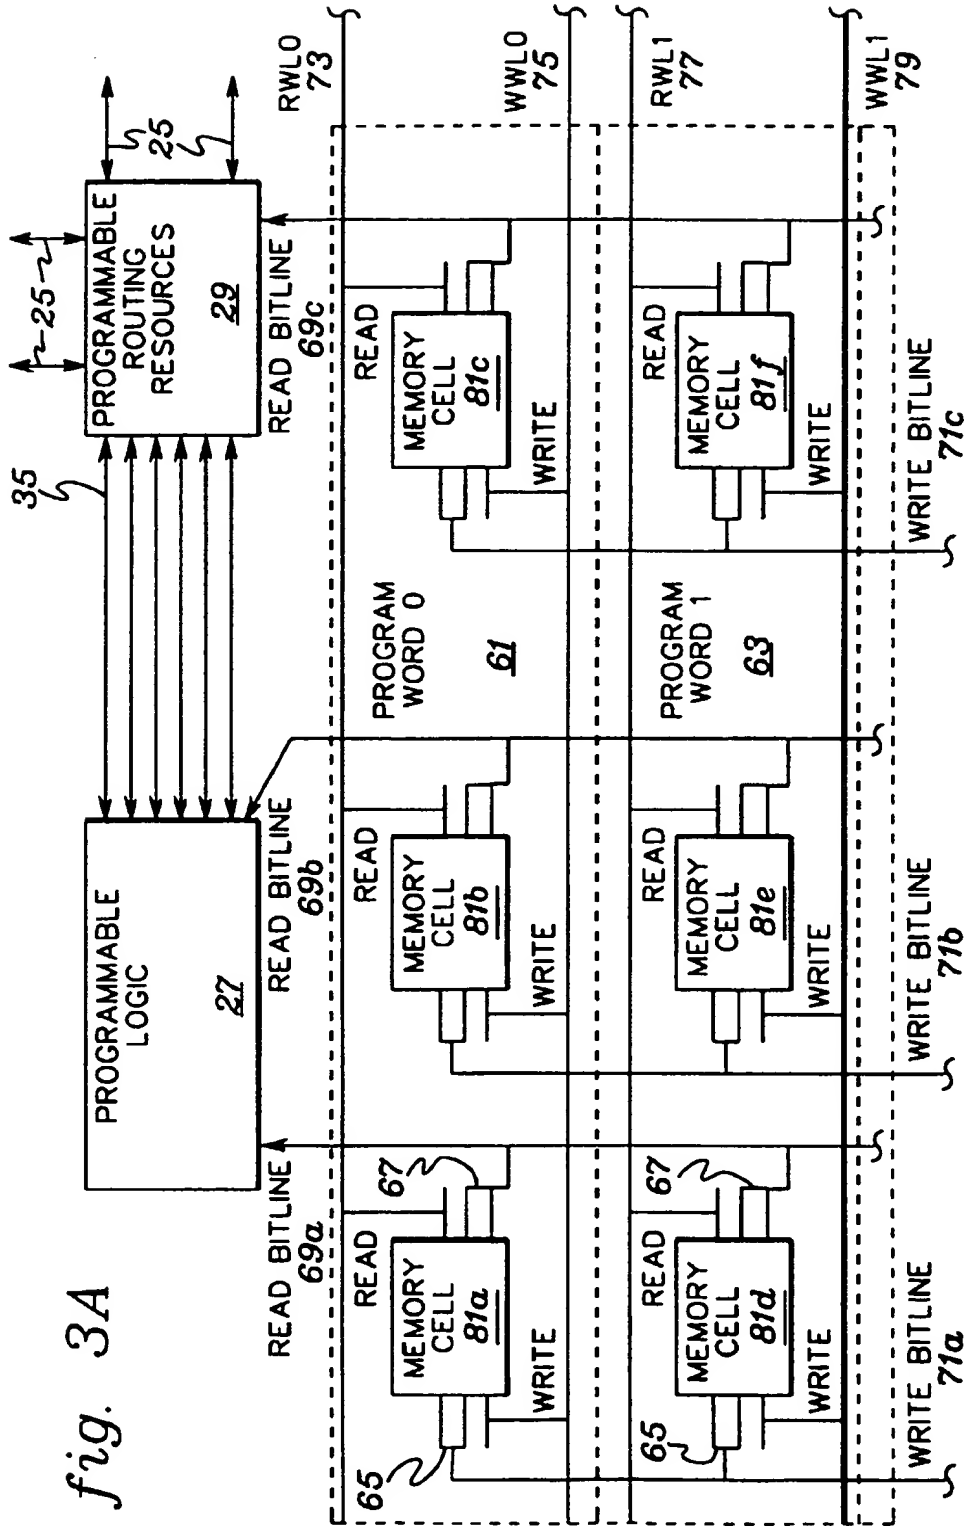 fig. 3A
PROGRAMMABLE
LOGIC
27
35
PROGRAMMABLE
ROUTING
RESOURCES
29
25
25
READ BITLINE
69a
READ BITLINE
69b
READ BITLINE
69c
RWL0
73
READ
MEMORY
CELL
81a
67
65
WRITE
READ
MEMORY
CELL
81b
WRITE
PROGRAM
WORD 0
61
READ
MEMORY
CELL
81c
WRITE
WWL0
75
RWL1
77
READ
MEMORY
CELL
81d
67
65
WRITE
READ
MEMORY
CELL
81e
WRITE
PROGRAM
WORD 1
63
READ
MEMORY
CELL
81f
WRITE
WWL1
79
WRITE BITLINE
71a
WRITE BITLINE
71b
WRITE BITLINE
71c